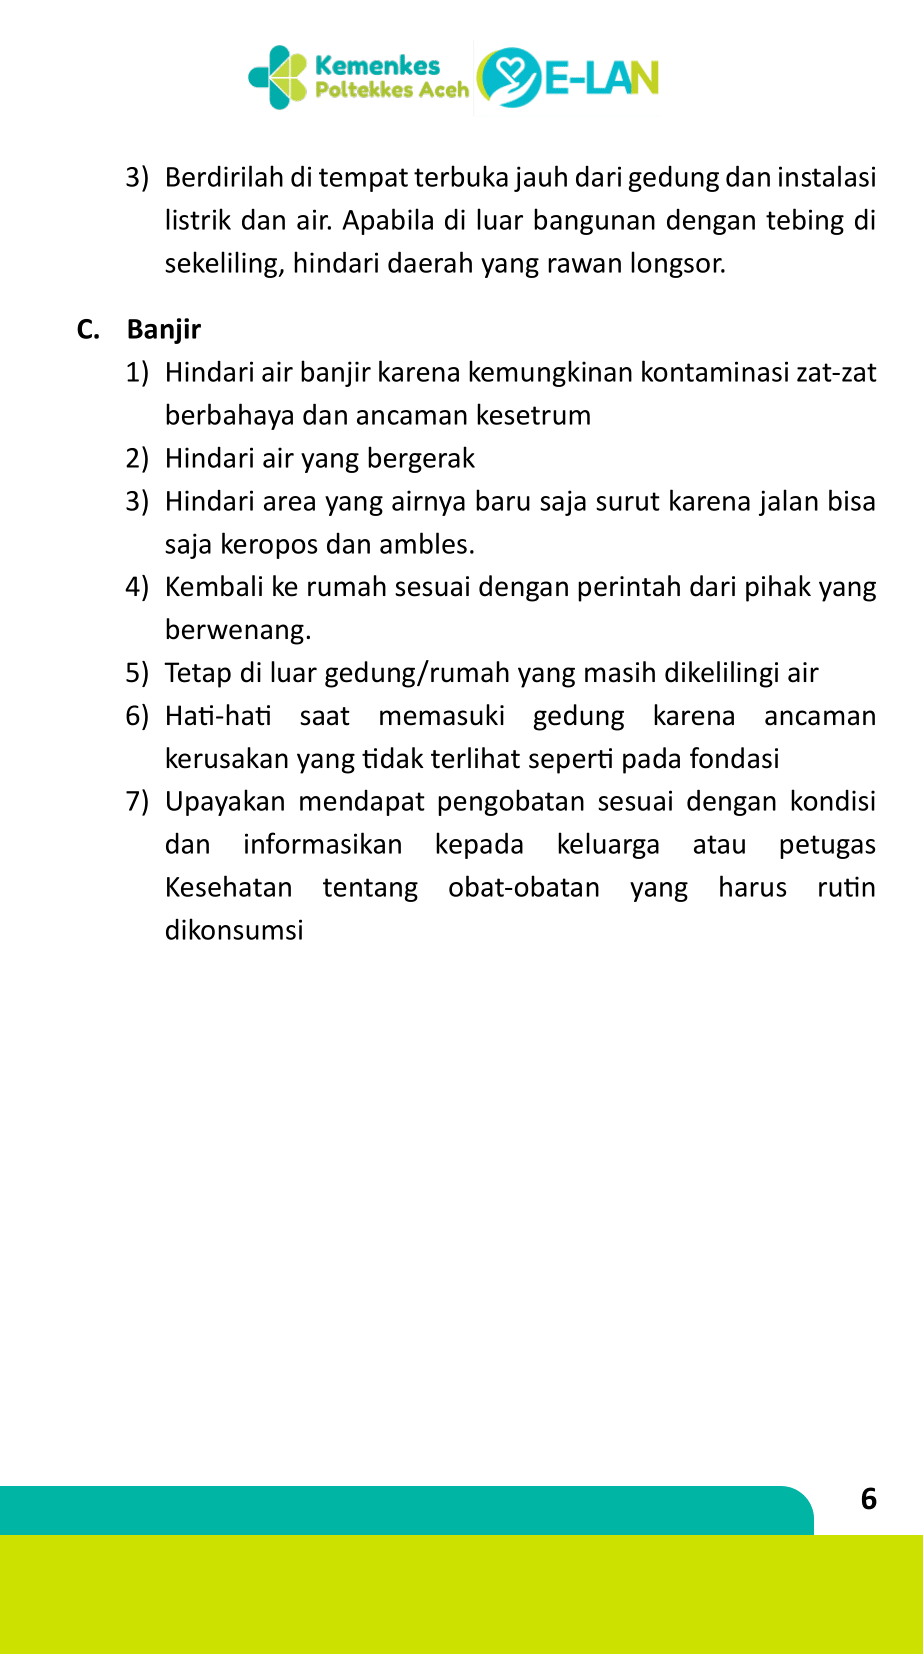 Kemenkes
Poltekkes Aceh
E-LAN
3) Berdirilah di tempat terbuka jauh dari gedung dan instalasi
listrik dan air. Apabila di luar bangunan dengan tebing di
sekeliling, hindari daerah yang rawan longsor.
C. Banjir
1) Hindari air banjir karena kemungkinan kontaminasi zat-zat
berbahaya dan ancaman kesetrum
2) Hindari air yang bergerak
3) Hindari area yang airnya baru saja surut karena jalan bisa
saja keropos dan ambles.
4) Kembali ke rumah sesuai dengan perintah dari pihak yang
berwenang.
5) Tetap di luar gedung/rumah yang masih dikelilingi air
6) Hati-hati saat memasuki gedung karena ancaman
kerusakan yang tidak terlihat seperti pada fondasi
7) Upayakan mendapat pengobatan sesuai dengan kondisi
dan informasikan kepada keluarga atau petugas
Kesehatan tentang obat-obatan yang harus rutin
dikonsumsi
6